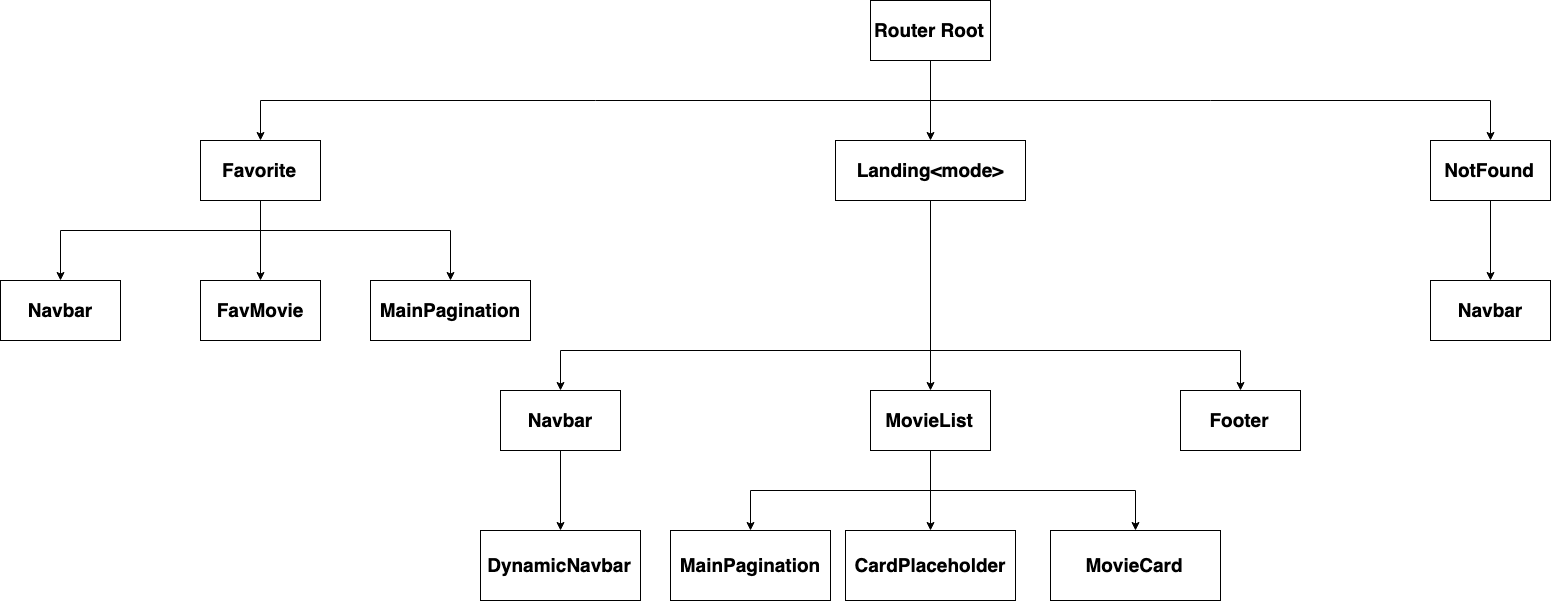 Router Root
Favorite
Landing<mode>
NotFound
Navbar
FavMovie
MainPagination
Navbar
Navbar
MovieList
Footer
DynamicNavbar
MainPagination
CardPlaceholder
MovieCard